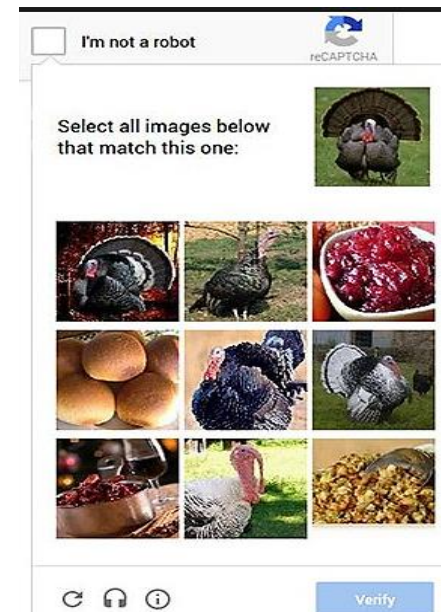 I'm not a robot
reCAPTCHA
Select all images below
that match this one:
Verify